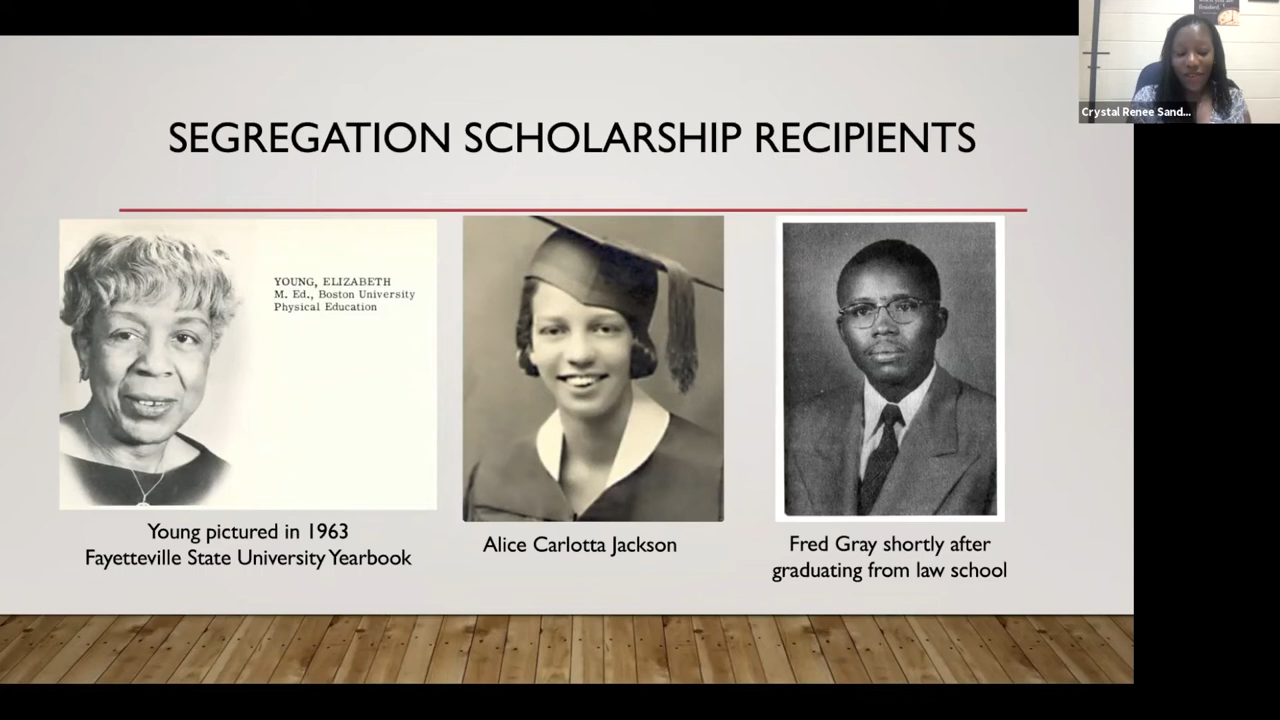 Crystal Renee Sand...
SEGREGATION SCHOLARSHIP RECIPIENTS
YOUNG, ELIZABETH
M. Ed., Boston University
Physical Education
Young pictured in 1963
Fayetteville State University Yearbook
Alice Carlotta Jackson
Fred Gray shortly after
graduating from law school